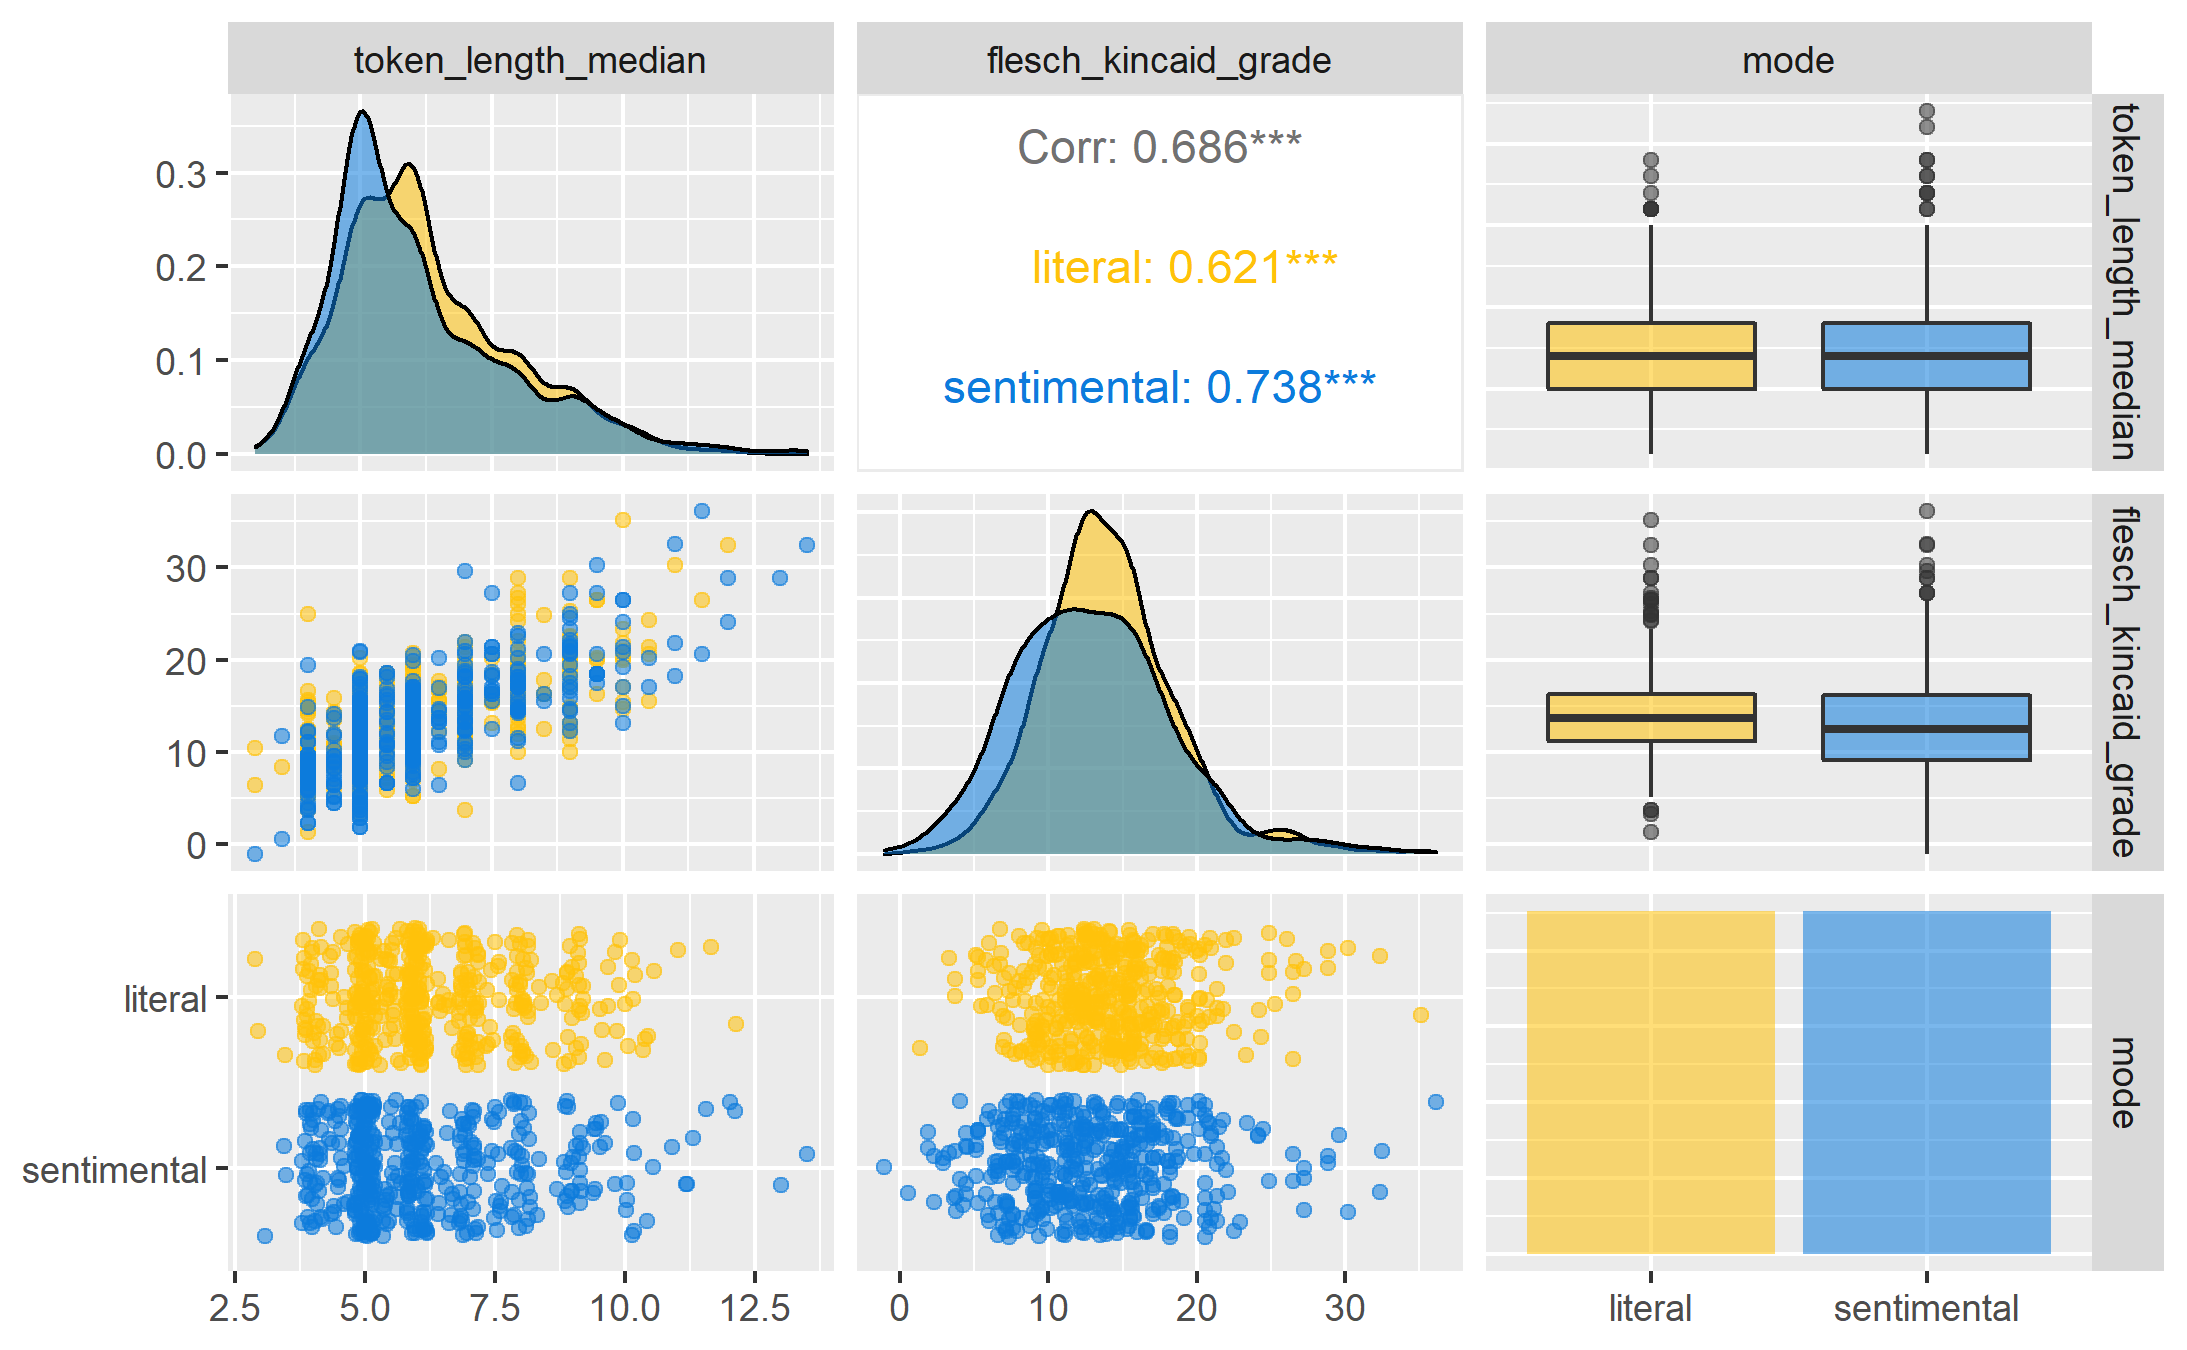 token_length_median
flesch_kincaid_grade
mode
0.3
0.2
0.1
0.0
Corr: 0.686***
literal: 0.621***
sentimental: 0.738***
token_length_median
30
20
10
0
flesch_kincaid_grade
literal
sentimental
mode
2.5 5.0 7.5 10.0 12.5
0 10 20 30
literal sentimental